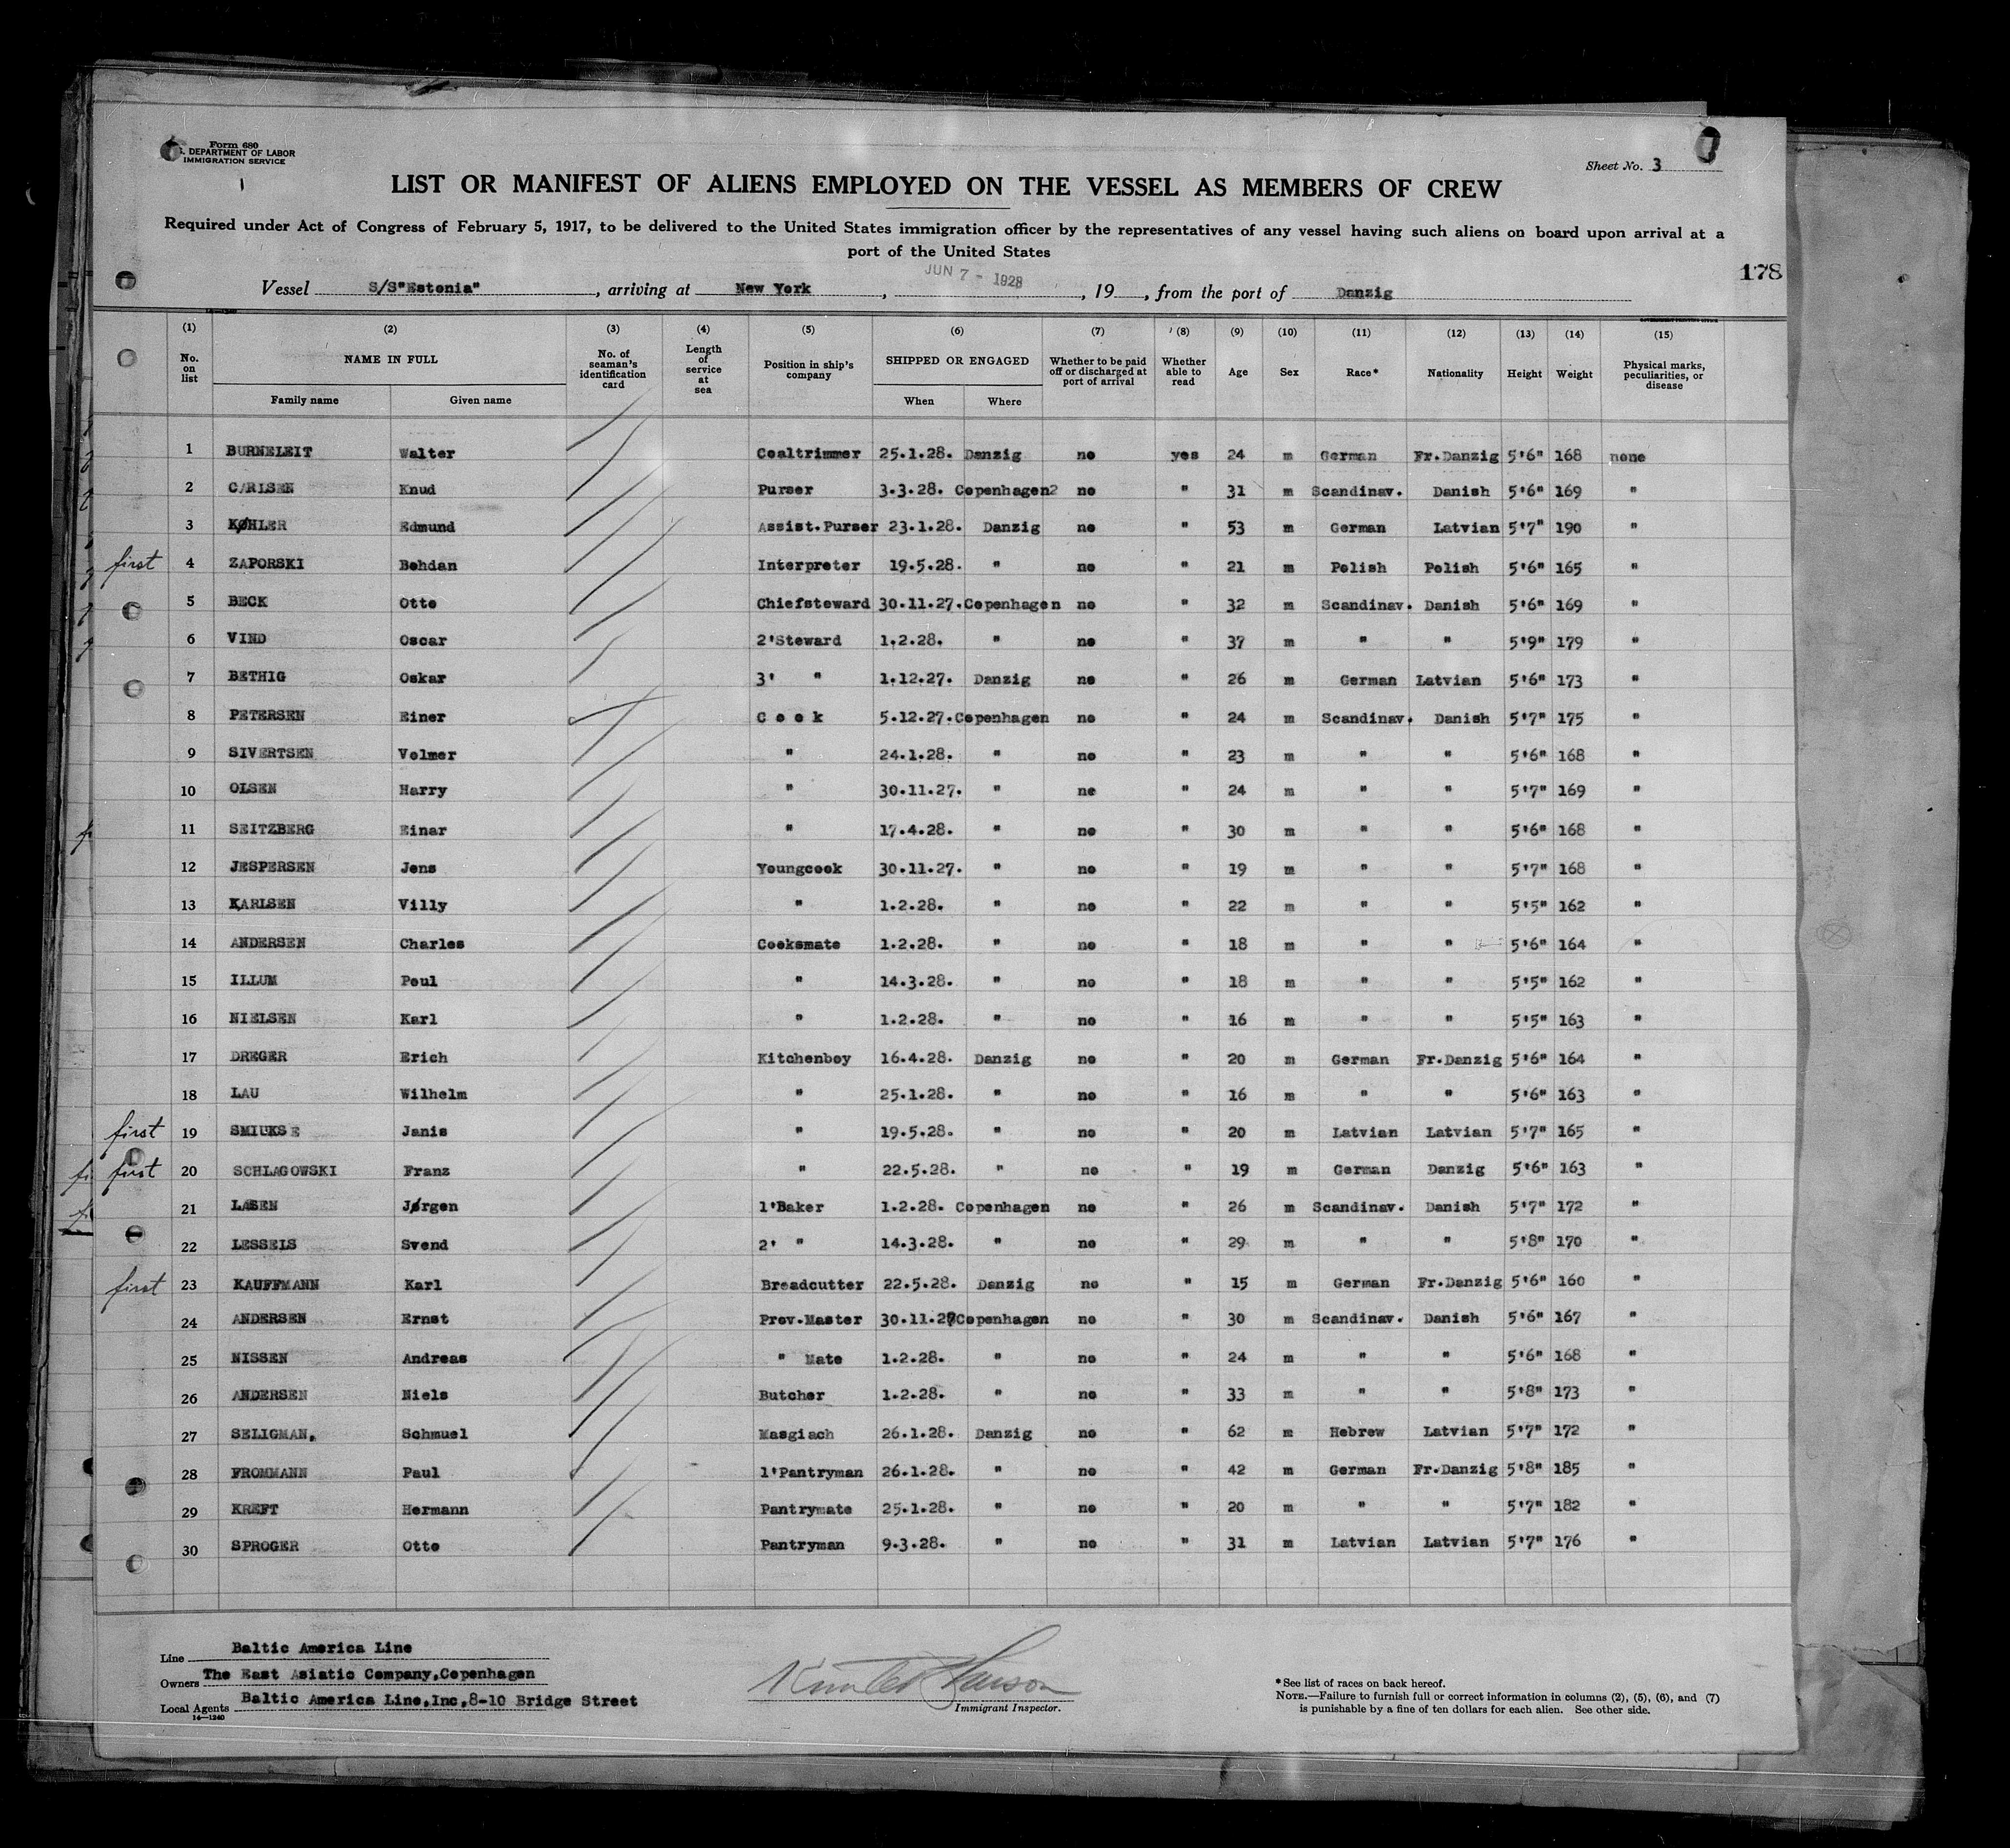 Form 680
DEPARTMENT OF LABOR
IMMIGRATION SERVICE
Sheet No. 3
LIST OR MANIFEST OF ALIENS EMPLOYED ON THE VESSEL AS MEMBERS OF CREW
Required under Act of Congress of February 5, 1917, to be delivered to the United States immigration officer by the representatives of any vessel having such aliens on board upon arrival at a
port of the United States
178
JUN 7 - 1928
Vessel S/S"Estonia" , arriving at New York , , 19 , from the port of Danzig
(1) (2) (3) (4) (5) (6) (7) (8) (9) (10) (11) (12) (13) (14) (15)
No. on list NAME IN FULL No. of seaman's identification card Length of service at sea Position in ship's company SHIPPED OR ENGAGED Whether to be paid off or discharged at port of arrival Whether able to read Age Sex Race* Nationality Height Weight Physical marks, peculiarities, or disease
Family name Given name When Where
1 BURNELEIT Walter Coaltrimmer 25.1.28. Danzig no yes 24 m German Fr.Danzig 5'6" 168 none
2 CARLSEN Knud Purser 3.3.28. Copenhagen2 no " 31 m Scandinav. Danish 5'6" 169 "
3 KØHLER Edmund Assist.Purser 23.1.28. Danzig no " 53 m German Latvian 5'7" 190 "
first 4 ZAPORSKI Bohdan Interpreter 19.5.28. " no " 21 m Polish Polish 5'6" 165 "
5 BECK Otto Chiefsteward 30.11.27. Copenhagen no " 32 m Scandinav. Danish 5'6" 169 "
6 VIND Oscar 2'Steward 1.2.28. " no " 37 m " " 5'9" 179 "
7 BETHIG Oskar 3' " 1.12.27. Danzig no " 26 m German Latvian 5'6" 173 "
8 PETERSEN Einer C o o k 5.12.27. Copenhagen no " 24 m Scandinav. Danish 5'7" 175 "
9 SIVERTSEN Volmer " 24.1.28. " no " 23 m " " 5'6" 168 "
10 OLSEN Harry " 30.11.27. " no " 24 m " " 5'7" 169 "
11 SEITZBERG Einar " 17.4.28. " no " 30 m " " 5'6" 168 "
12 JESPERSEN Jens Youngcook 30.11.27. " no " 19 m " " 5'7" 168 "
13 KARLSEN Villy " 1.2.28. " no " 22 m " " 5'5" 162 "
14 ANDERSEN Charles Cooksmate 1.2.28. " no " 18 m " " 5'6" 164 "
15 ILLUM Poul " 14.3.28. " no " 18 m " " 5'5" 162 "
16 NIELSEN Karl " 1.2.28. " no " 16 m " " 5'5" 163 "
17 DREGER Erich Kitchenboy 16.4.28. Danzig no " 20 m German Fr.Danzig 5'6" 164 "
18 LAU Wilhelm " 25.1.28. " no " 16 m " " 5'6" 163 "
first 19 SMIUKSE Janis " 19.5.28. " no " 20 m Latvian Latvian 5'7" 165 "
first 20 SCHLAGOWSKI Franz " 22.5.28. " no " 19 m German Danzig 5'6" 163 "
21 LASEN Jørgen 1'Baker 1.2.28. Copenhagen no " 26 m Scandinav. Danish 5'7" 172 "
22 LESSELS Svend 2' " 14.3.28. " no " 29 m " " 5'8" 170 "
first 23 KAUFFMANN Karl Breadcutter 22.5.28. Danzig no " 15 m German Fr.Danzig 5'6" 160 "
24 ANDERSEN Ernst Prov.Master 30.11.27 Copenhagen no " 30 m Scandinav. Danish 5'6" 167 "
25 NISSEN Andreas " Mate 1.2.28. " no " 24 m " " 5'6" 168 "
26 ANDERSEN Niels Butcher 1.2.28. " no " 33 m " " 5'8" 173 "
27 SELIGMAN, Schmuel Masgiach 26.1.28. Danzig no " 62 m Hebrew Latvian 5'7" 172 "
28 FROMMANN Paul 1'Pantryman 26.1.28. " no " 42 m German Fr.Danzig 5'8" 185 "
29 KREFT Hermann Pantrymate 25.1.28. " no " 20 m " " 5'7" 182 "
30 SPROGER Otto Pantryman 9.3.28. " no " 31 m Latvian Latvian 5'7" 176 "
Line Baltic America Line
Owners The East Asiatic Company,Copenhagen
Local Agents Baltic America Line,Inc,8-10 Bridge Street
14—1240
Immigrant Inspector.
*See list of races on back hereof.
NOTE.—Failure to furnish full or correct information in columns (2), (5), (6), and (7)
is punishable by a fine of ten dollars for each alien. See other side.